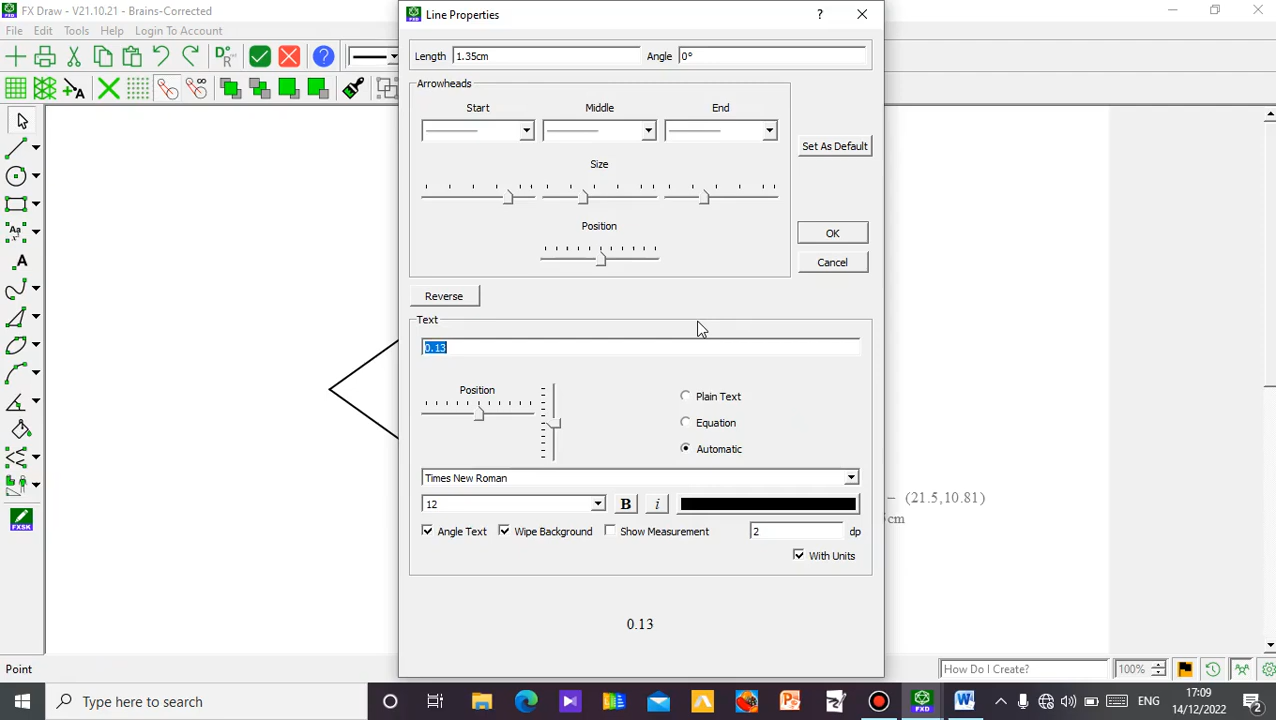 FX Draw - V21.10.21 - Brains-Corrected
File Edit Tools Help Login To Account
Line Properties
?
Length 1.35cm Angle 0°
Arrowheads
Start Middle End
Size
Position
Set As Default
OK
Cancel
Reverse
Text
0.13
Position
Plain Text
Equation
Automatic
Times New Roman
12 B i
Angle Text Wipe Background Show Measurement 2 dp
With Units
0.13
(21.5,10.81)
cm
FXSK
Point
How Do I Create? 100%
Type here to search
ENG
17:09
14/12/2022
2